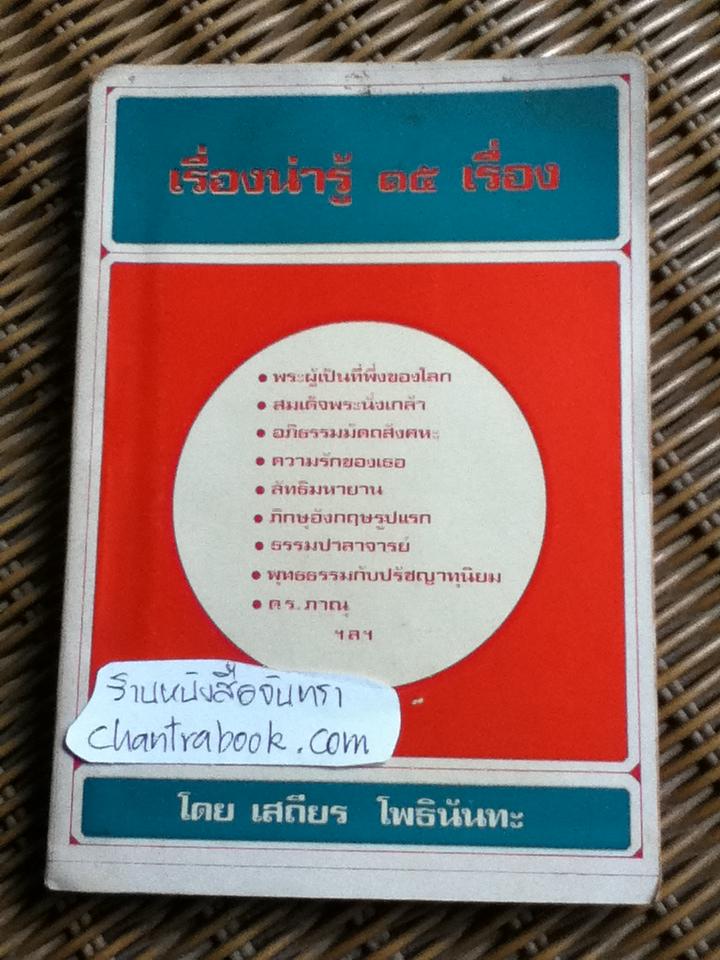 เรื่องน่ารู้ ๓๕ เรื่อง
• พระผู้เป็นที่พึ่งของโลก
• สมเด็จพระนั่งเกล้า
• อภิธรรมมัตถสังคหะ
• ความรักของเธอ
• ลัทธิมหายาน
• ภิกษุอังกฤษรูปแรก
• ธรรมปาลาจารย์
• พุทธธรรมกับปรัชญาทุนิยม
• ดร. ภาณุ
ฯลฯ
ร้านหนังสือจันทรา
chantrabook.com
โดย เสถียร โพธินันทะ